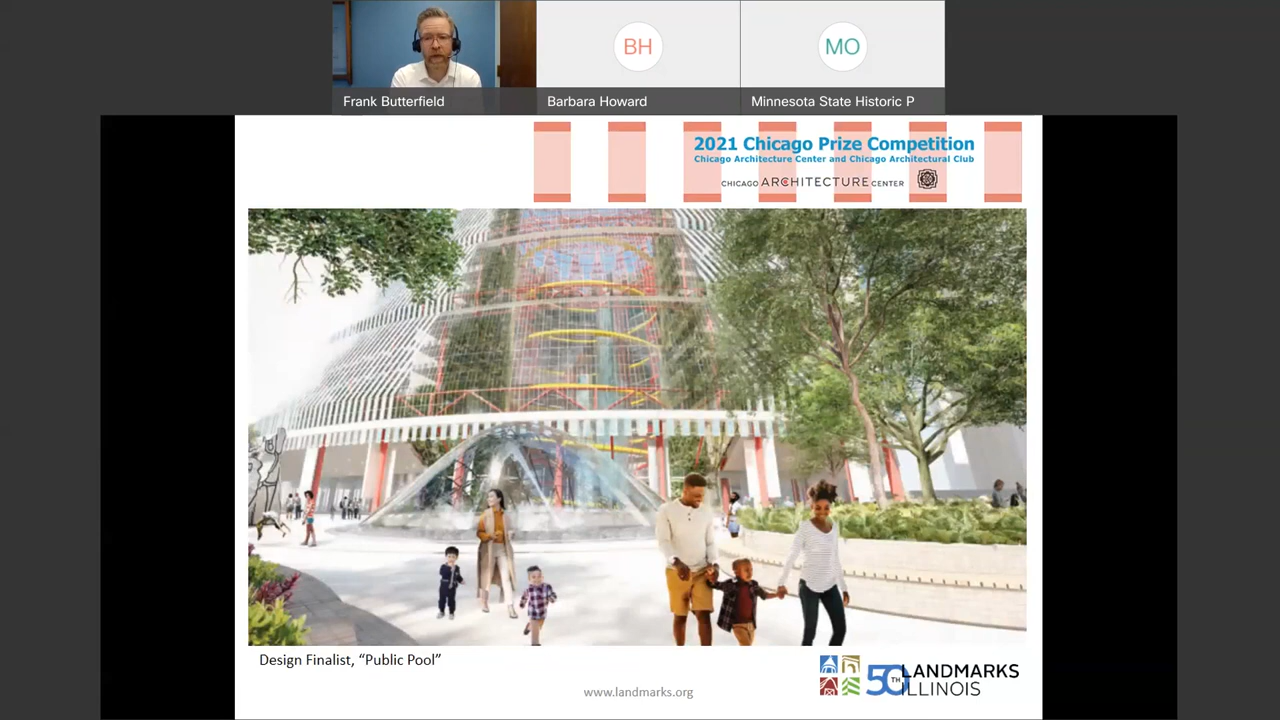 BH
MO
Frank Butterfield
Barbara Howard
Minnesota State Historic P
2021 Chicago Prize Competition
Chicago Architecture Center and Chicago Architectural Club
CHICAGO ARCHITECTURE CENTER
Design Finalist, “Public Pool”
www.landmarks.org
50TH LANDMARKS
ILLINOIS